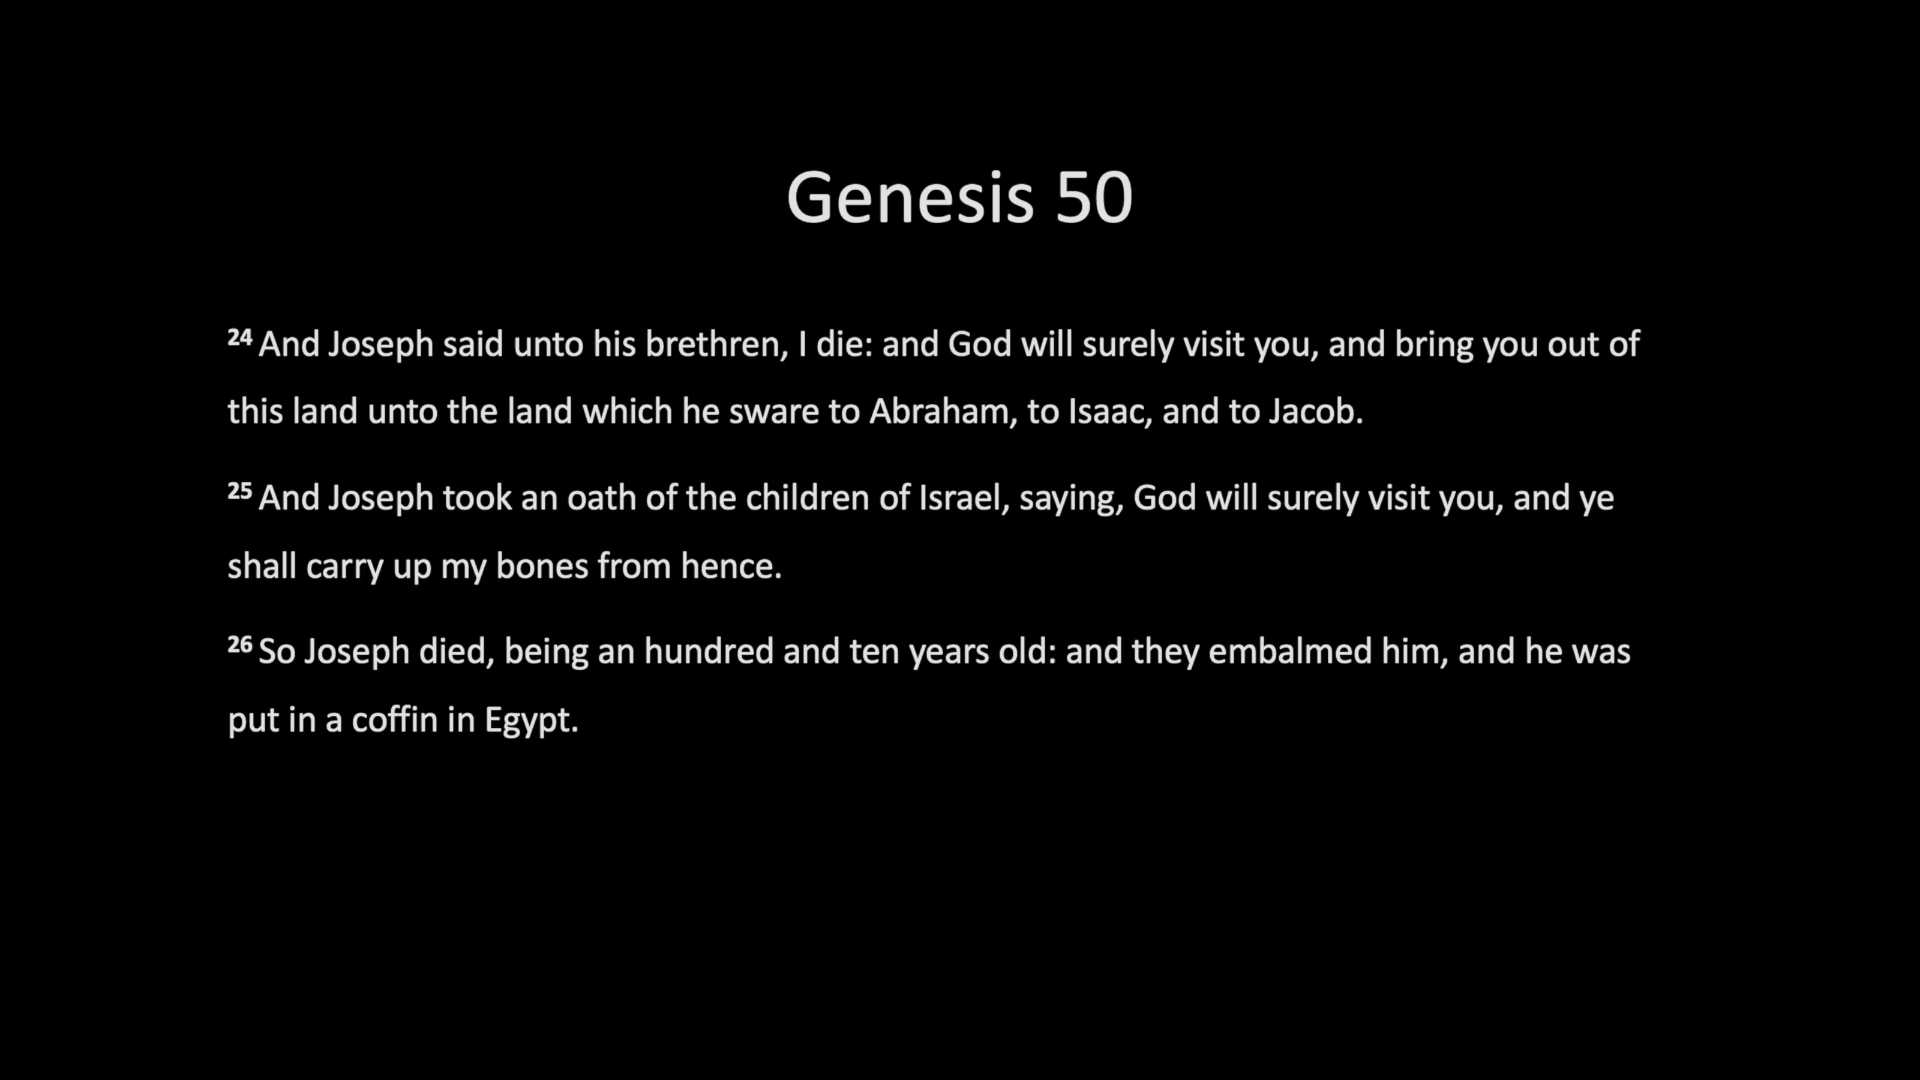 Genesis 50
24 And Joseph said unto his brethren, I die: and God will surely visit you, and bring you out of
this land unto the land which he sware to Abraham, to Isaac, and to Jacob.
25 And Joseph took an oath of the children of Israel, saying, God will surely visit you, and ye
shall carry up my bones from hence.
26 So Joseph died, being an hundred and ten years old: and they embalmed him, and he was
put in a coffin in Egypt.